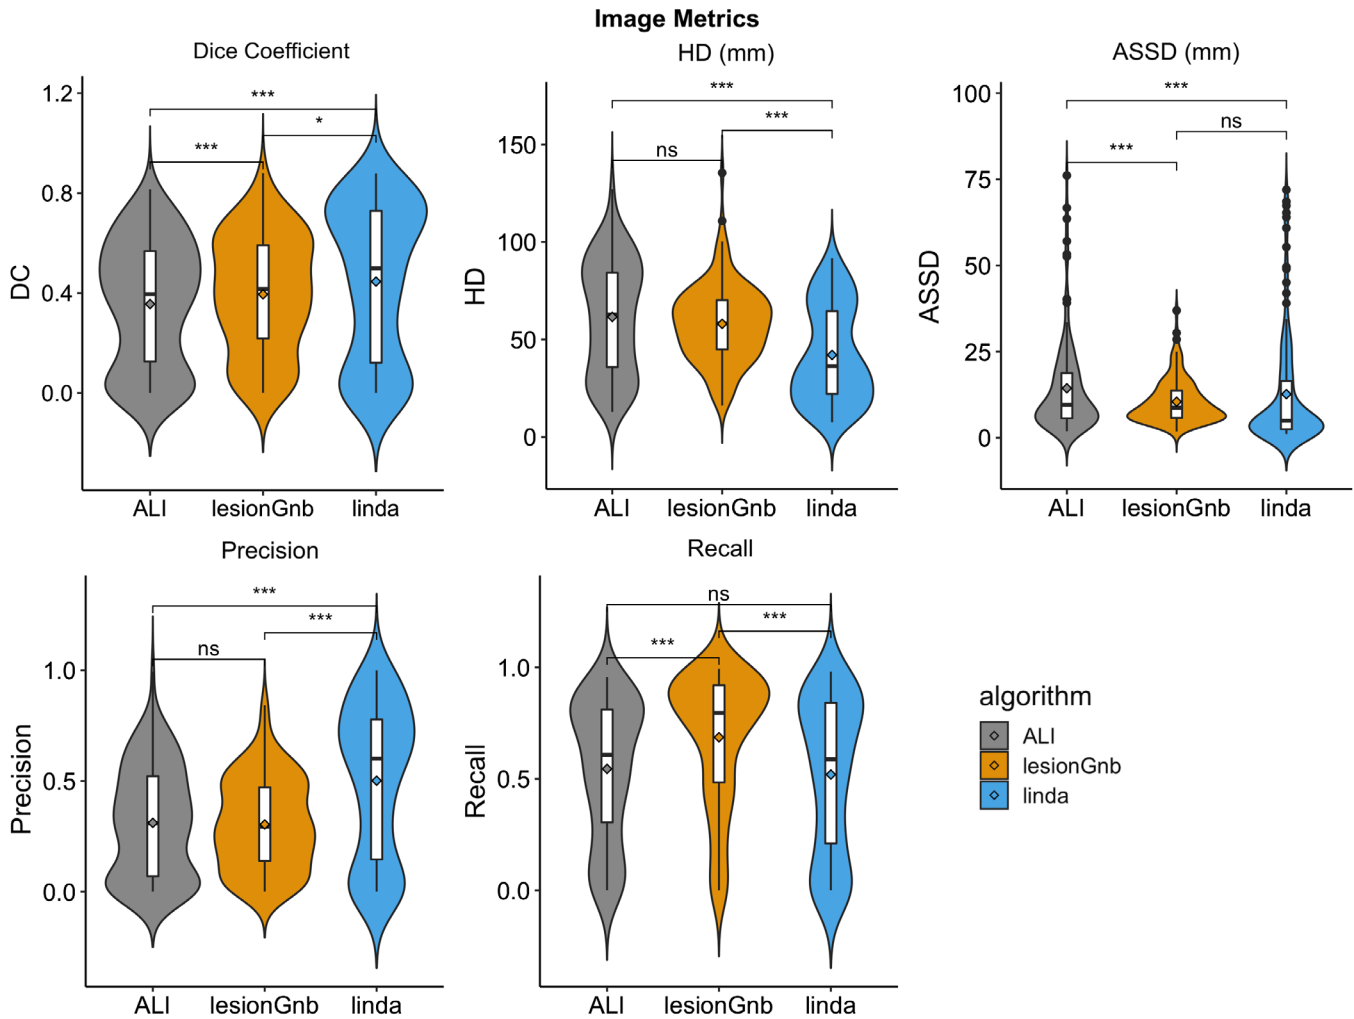 Image Metrics
Dice Coefficient
HD (mm)
ASSD (mm)
DC
1.2
0.8
0.4
0.0
***
*
***
ALI
lesionGnb
linda
HD
150
100
50
0
***
***
ns
ALI
lesionGnb
linda
ASSD
100
75
50
25
0
***
ns
***
ALI
lesionGnb
linda
Precision
Recall
Precision
1.0
0.5
0.0
***
***
ns
ALI
lesionGnb
linda
Recall
1.0
0.5
0.0
ns
***
***
ALI
lesionGnb
linda
algorithm
ALI
lesionGnb
linda